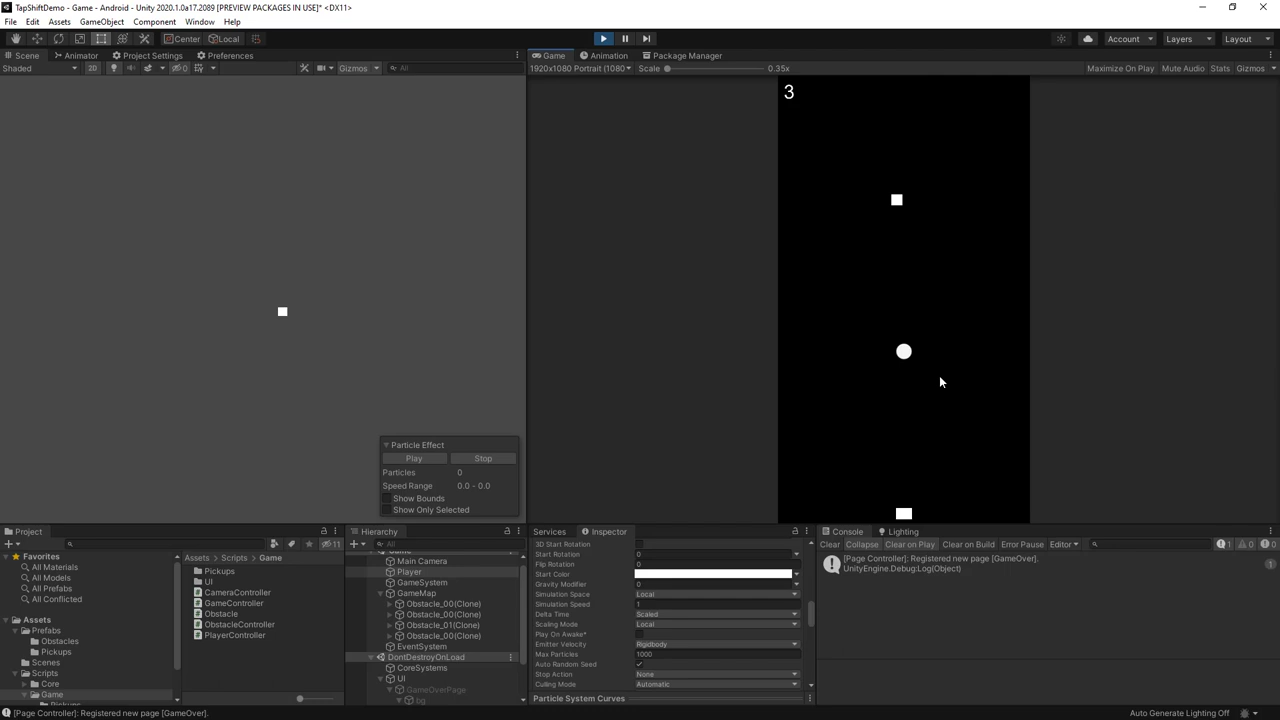 TapShiftDemo - Game - Android - Unity 2020.1.0a17.2089 [PREVIEW PACKAGES IN USE]* <DX11>
File Edit Assets GameObject Component Window Help
Center Local Account Layers Layout
Scene Animator Project Settings Preferences
Shaded 2D 0 Gizmos All
Game Animation Package Manager
1920x1080 Portrait (1080 Scale 0.35x Maximize On Play Mute Audio Stats Gizmos
3
Particle Effect
Play Stop
Particles 0
Speed Range 0.0 - 0.0
Show Bounds
Show Only Selected
Project
11
Favorites
All Materials
All Models
All Prefabs
All Conflicted
Assets
Prefabs
Obstacles
Pickups
Scenes
Scripts
Core
Game
Assets > Scripts > Game
Pickups
UI
CameraController
GameController
Obstacle
ObstacleController
PlayerController
Hierarchy
All
Main Camera
Player
GameSystem
GameMap
Obstacle_00(Clone)
Obstacle_00(Clone)
Obstacle_01(Clone)
Obstacle_00(Clone)
EventSystem
DontDestroyOnLoad
CoreSystems
UI
GameOverPage
bg
Services Inspector
3D Start Rotation
Start Rotation 0
Flip Rotation 0
Start Color
Gravity Modifier 0
Simulation Space Local
Simulation Speed 1
Delta Time Scaled
Scaling Mode Local
Play On Awake*
Emitter Velocity Rigidbody
Max Particles 1000
Auto Random Seed
Stop Action None
Culling Mode Automatic
Particle System Curves
Console Lighting
Clear Collapse Clear on Play Clear on Build Error Pause Editor 1 0 0
[Page Controller]: Registered new page [GameOver].
UnityEngine.Debug:Log(Object)
1
[Page Controller]: Registered new page [GameOver].
Auto Generate Lighting Off